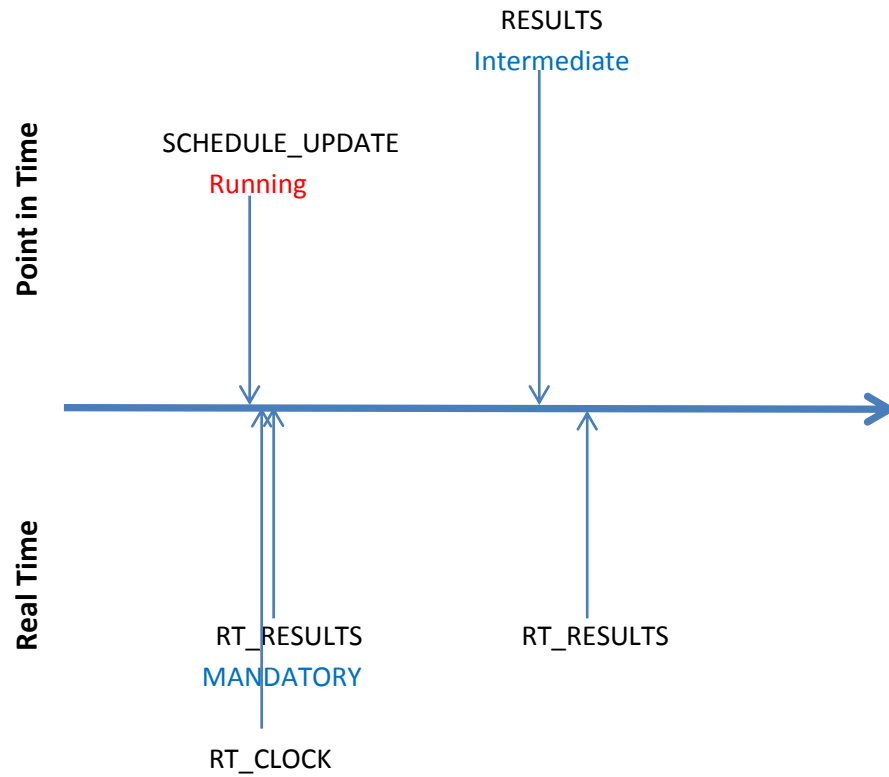 RESULTS
Intermediate
SCHEDULE_UPDATE
Running
Point in Time
Real Time
RT_RESULTS
MANDATORY
RT_RESULTS
RT_CLOCK